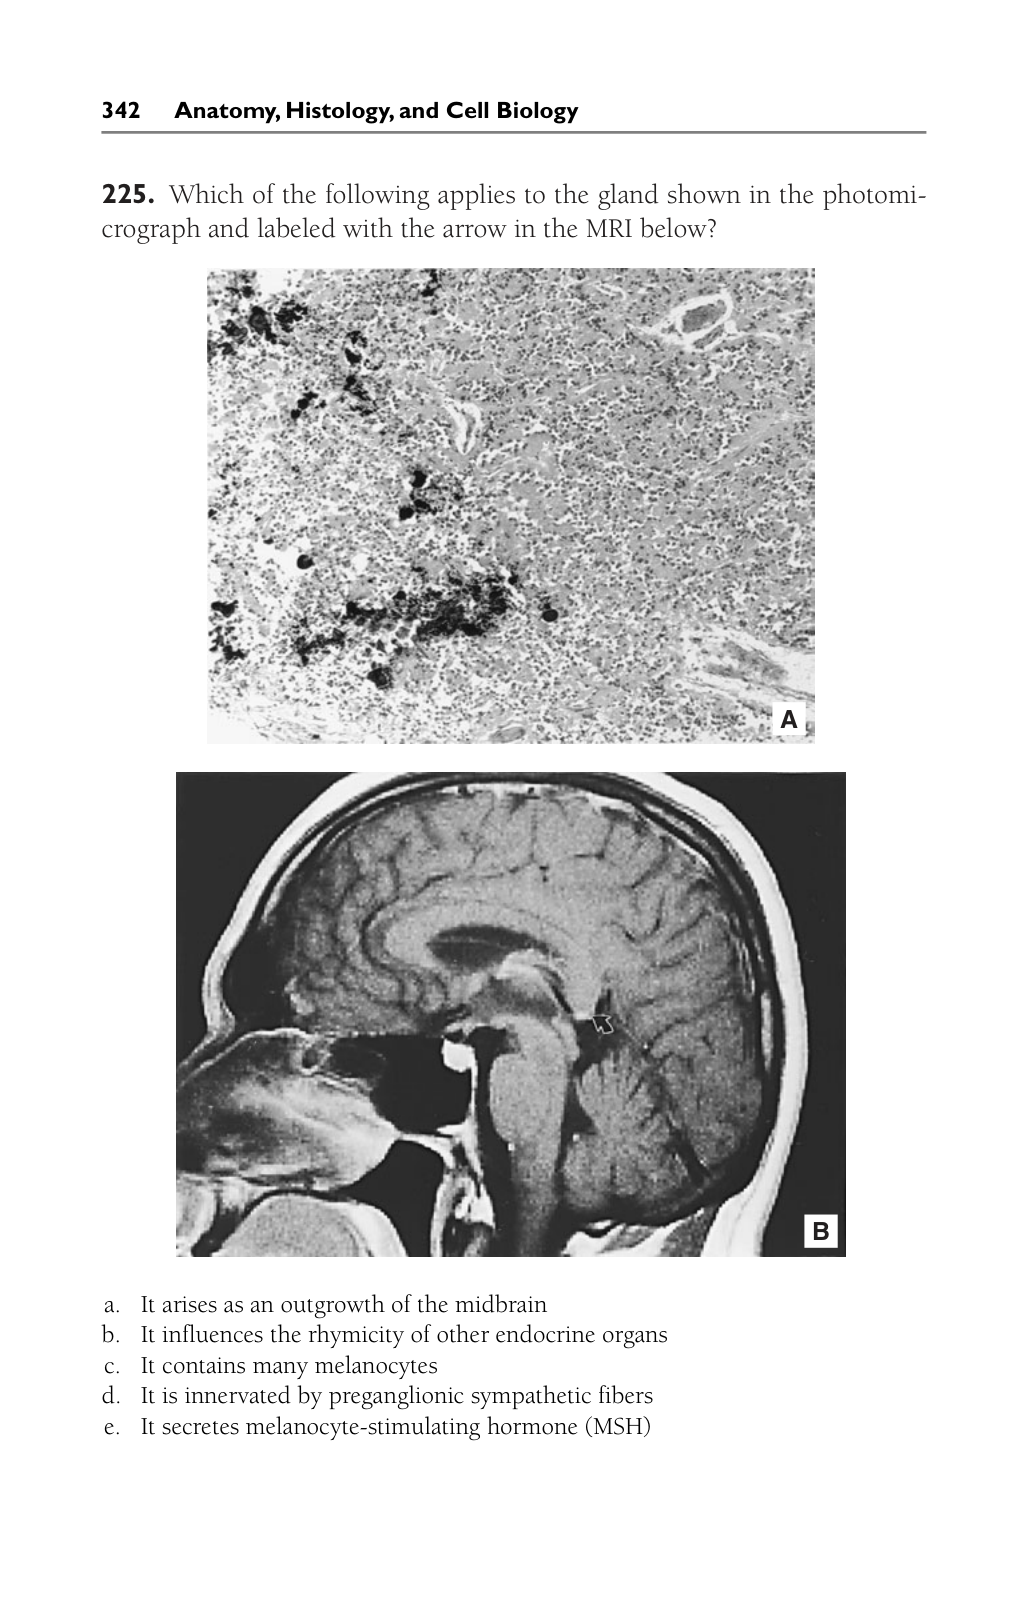 342 Anatomy, Histology, and Cell Biology
225. Which of the following applies to the gland shown in the photomi-
crograph and labeled with the arrow in the MRI below?
A
B
a. It arises as an outgrowth of the midbrain
b. It influences the rhymicity of other endocrine organs
c. It contains many melanocytes
d. It is innervated by preganglionic sympathetic fibers
e. It secretes melanocyte-stimulating hormone (MSH)